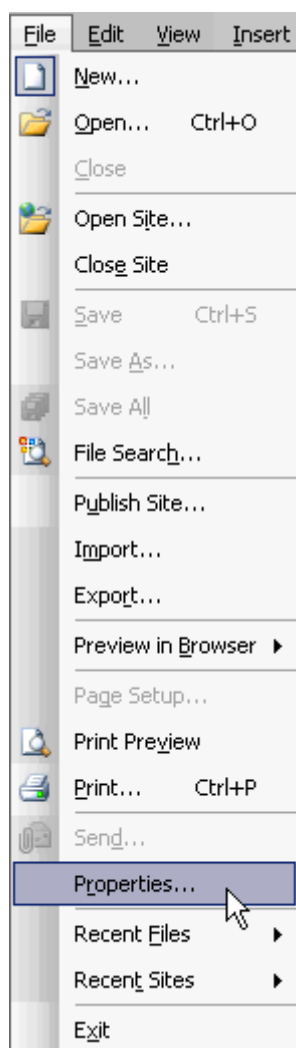 File Edit View Insert
New...
Open... Ctrl+O
Close
Open Site...
Close Site
Save Ctrl+S
Save As...
Save All
File Search...
Publish Site...
Import...
Export...
Preview in Browser
Page Setup...
Print Preview
Print... Ctrl+P
Send...
Properties...
Recent Files
Recent Sites
Exit